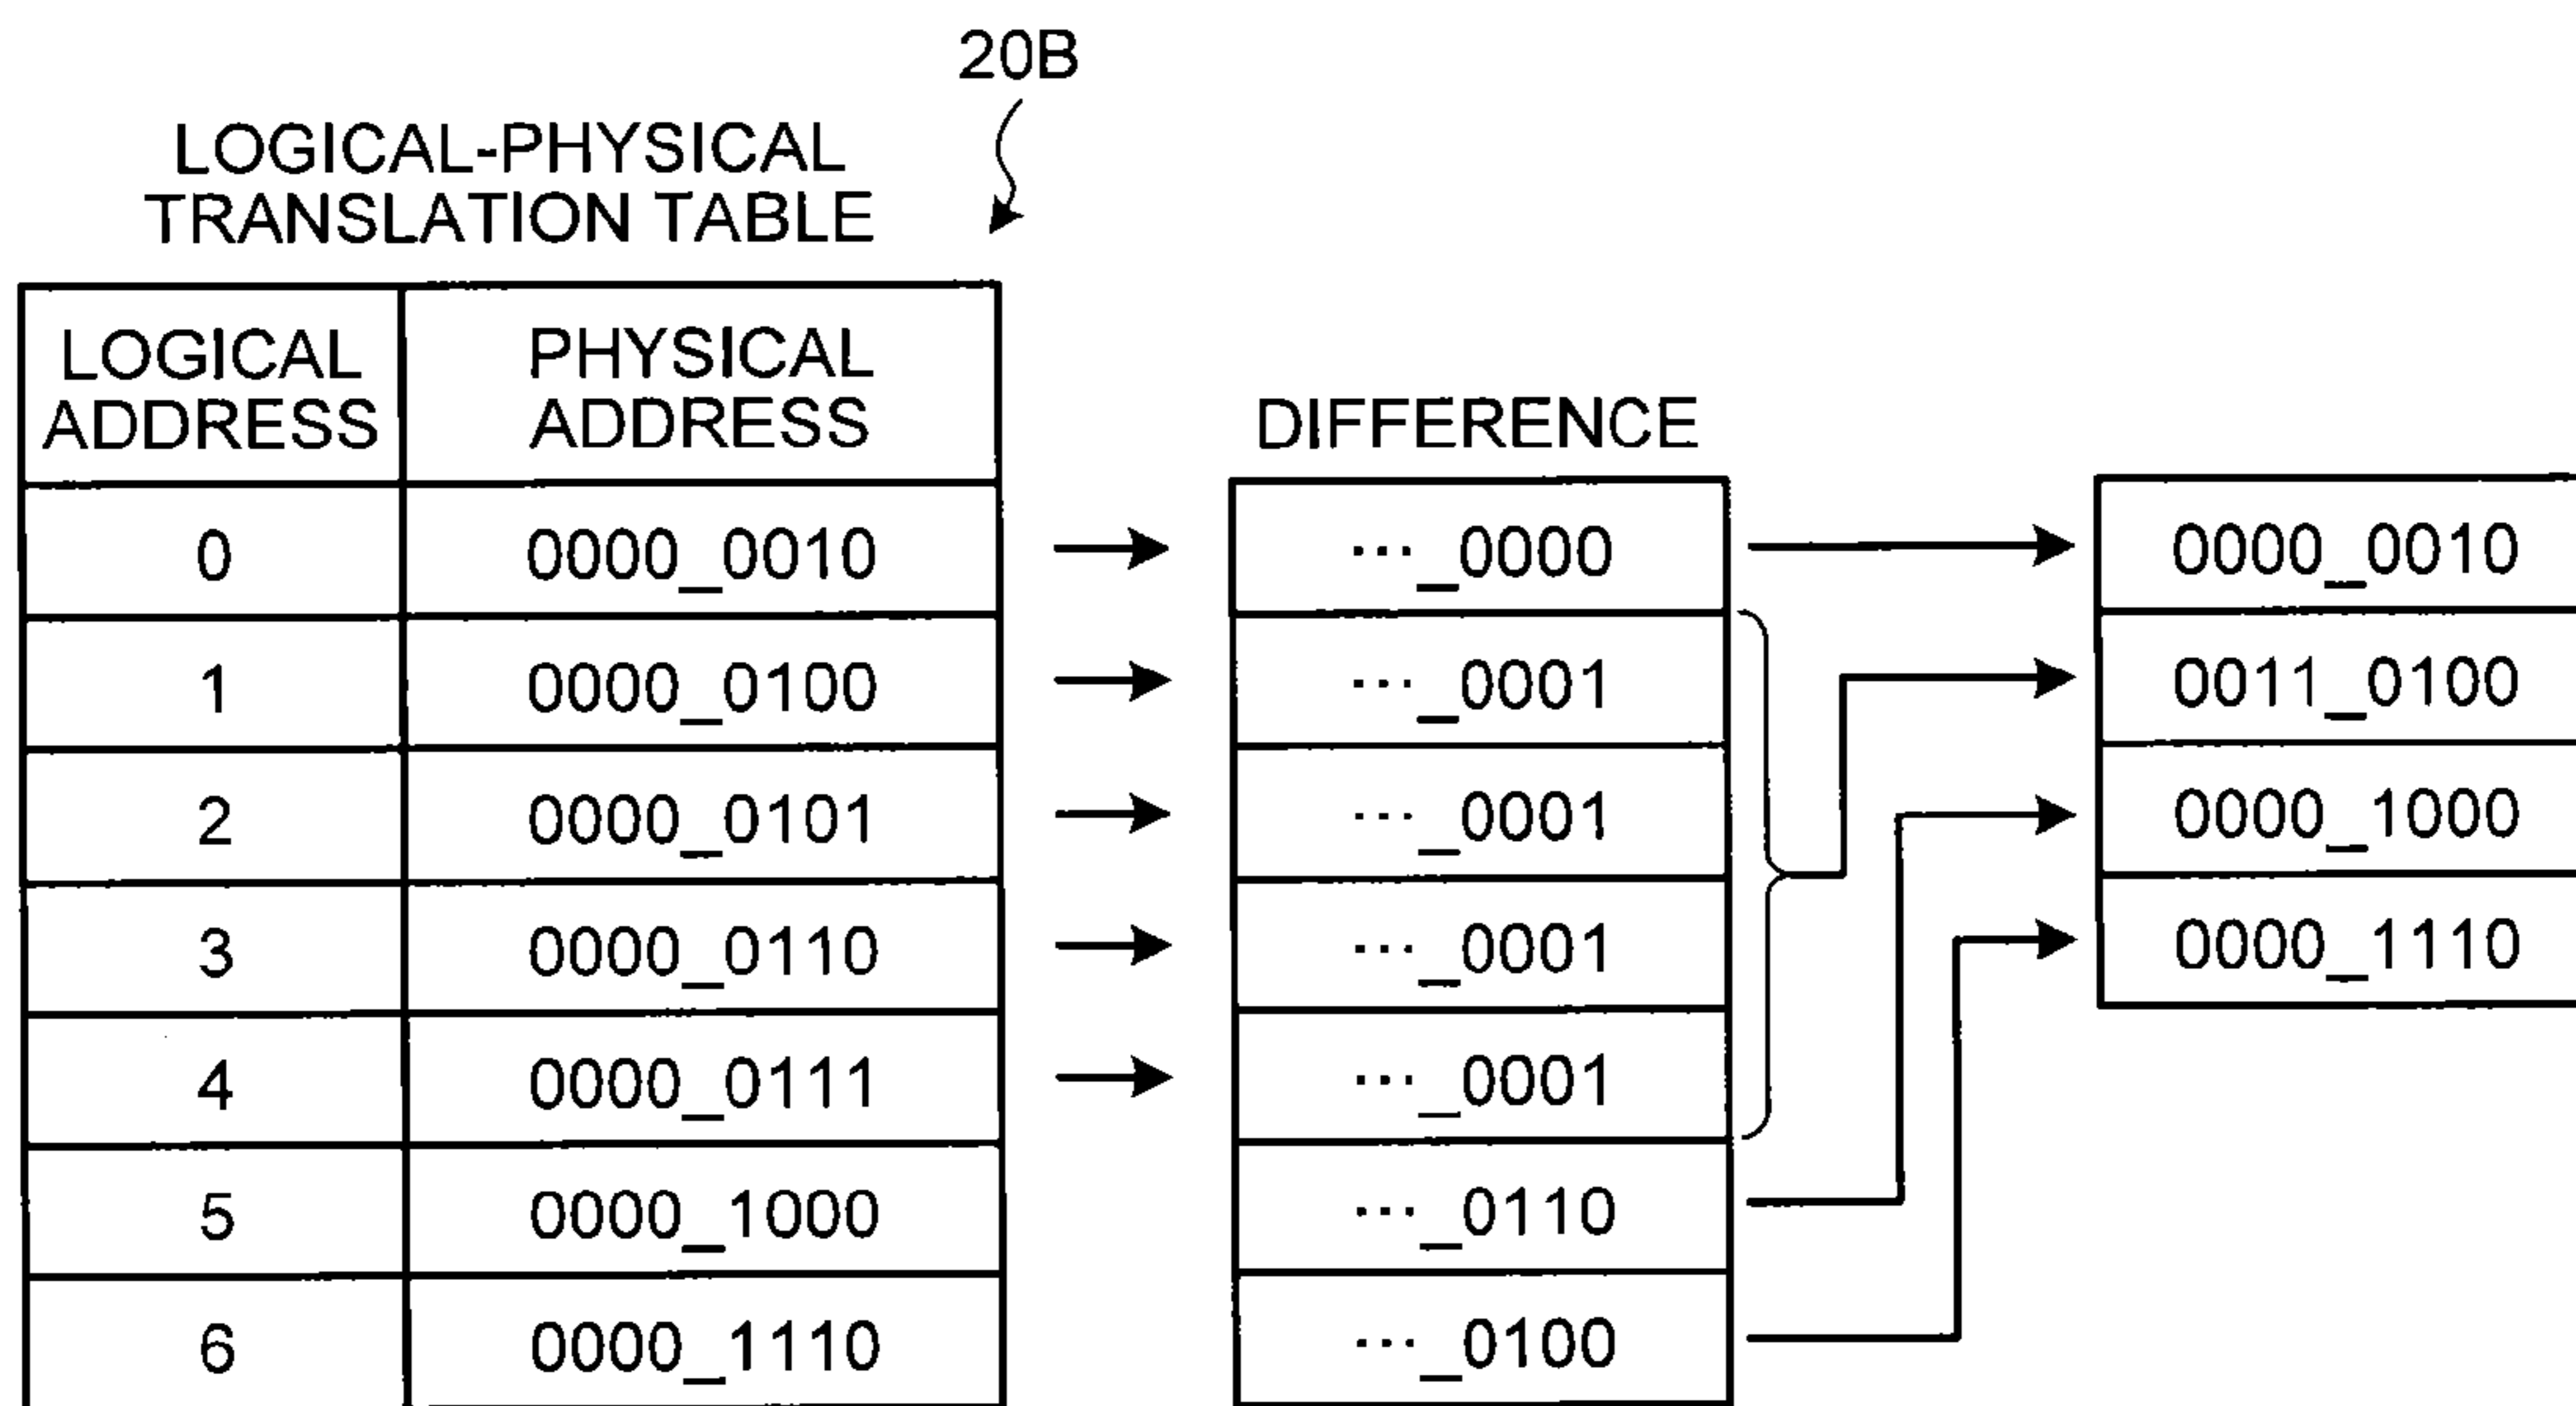 20B
LOGICAL-PHYSICAL
TRANSLATION TABLE
LOGICAL ADDRESS PHYSICAL ADDRESS
DIFFERENCE
0 0000_0010 ···_0000 0000_0010
1 0000_0100 ···_0001 0011_0100
2 0000_0101 ···_0001 0000_1000
3 0000_0110 ···_0001 0000_1110
4 0000_0111 ···_0001
5 0000_1000 ···_0110
6 0000_1110 ···_0100